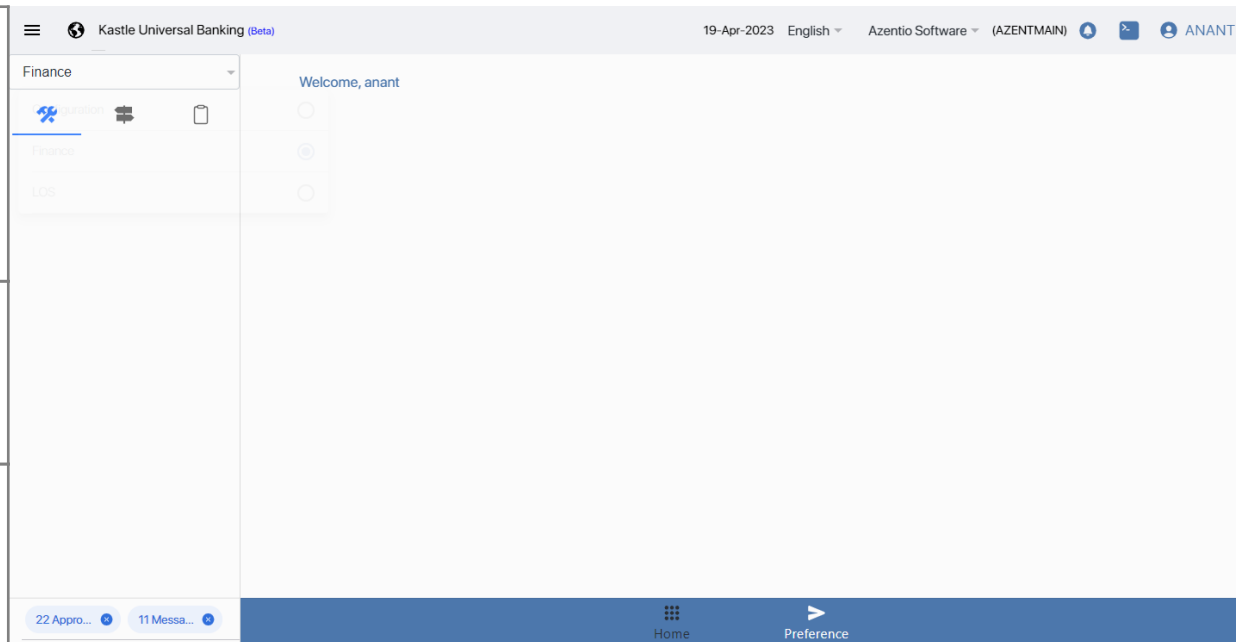 Kastle Universal Banking (Beta)
19-Apr-2023 English Azentio Software (AZENTMAIN) ANANT
Finance
Welcome, anant
Configuration
Finance
LOS
22 Appro... 11 Messa...
Home Preference